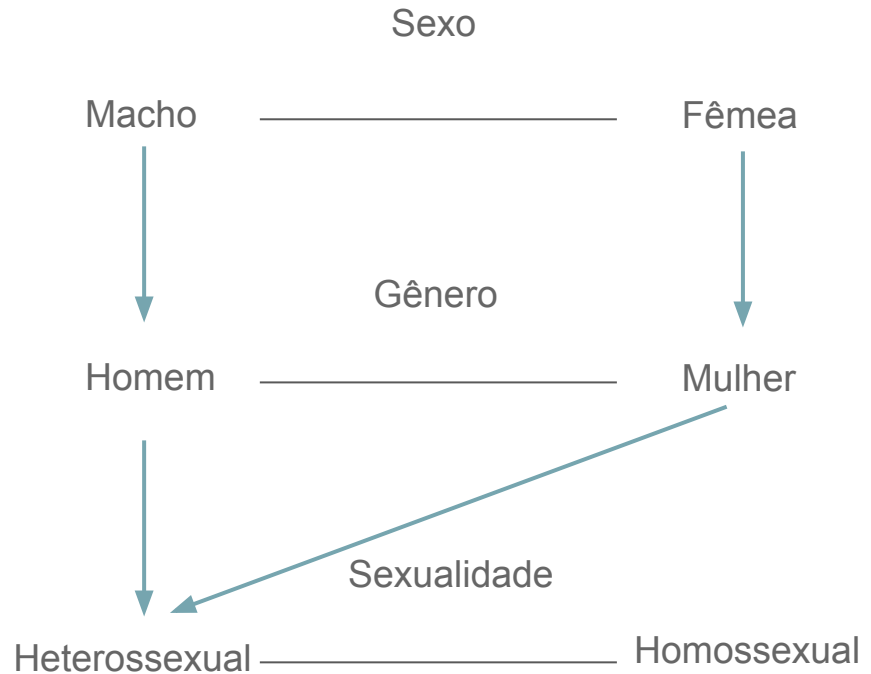 Sexo
Macho Fêmea
Gênero
Homem Mulher
Sexualidade
Heterossexual Homossexual